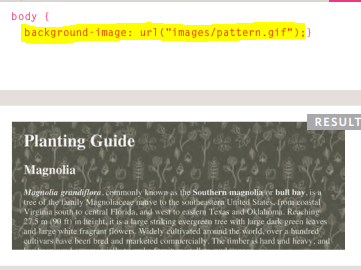 body {
background-image: url("images/pattern.gif");}
RESULT
Planting Guide
Magnolia
Magnolia grandiflora, commonly known as the Southern magnolia or bull bay, is a
tree of the family Magnoliaceae native to the southeastern United States, from coastal
Virginia south to central Florida, and west to eastern Texas and Oklahoma. Reaching
27.5 m (90 ft) in height, it is a large striking evergreen tree with large dark green leaves
and large white fragrant flowers. Widely cultivated around the world, over a hundred
cultivars have been bred and marketed commercially. The timber is hard and heavy, and